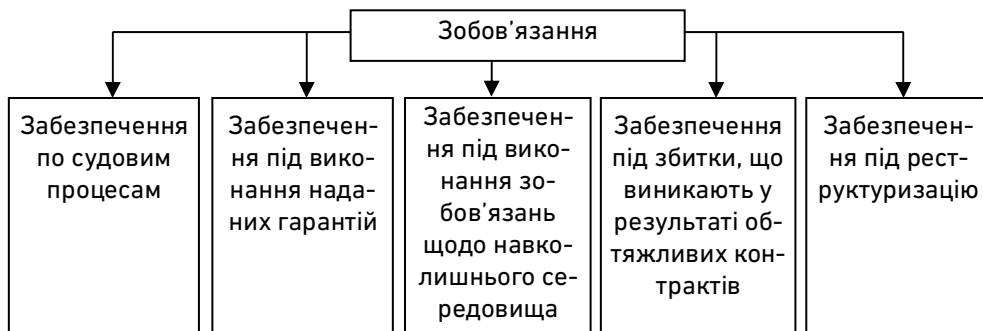 Зобов’язання
Забезпечення
по судовим
процесам
Забезпечен-
ня під вико-
нання нада-
них гарантій
Забезпечен-
ня під вико-
нання зо-
бов’язань
щодо навко-
лишнього се-
редовища
Забезпечення
під збитки, що
виникають у
результаті об-
тяжливих кон-
трактів
Забезпечен-
ня під рест-
руктуризацію